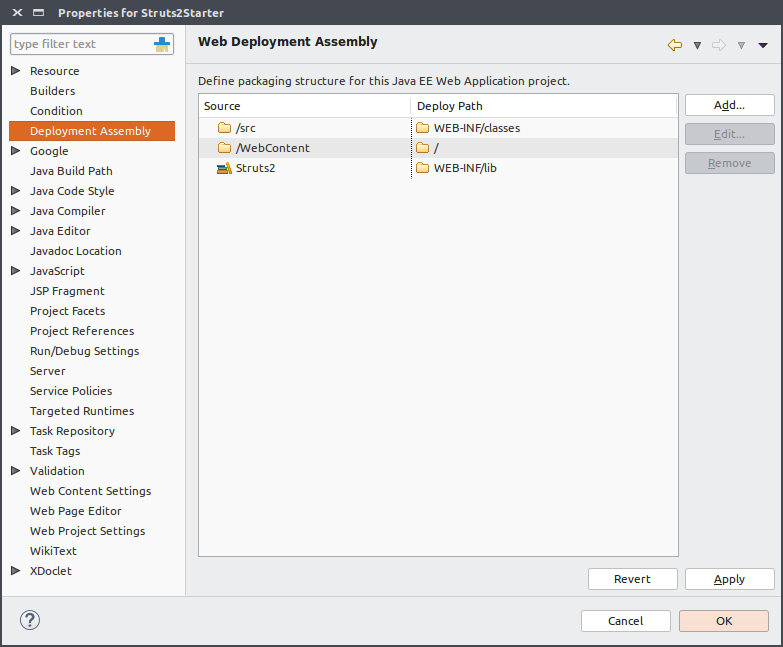 Properties for Struts2Starter
type filter text
Resource
Builders
Condition
Deployment Assembly
Google
Java Build Path
Java Code Style
Java Compiler
Java Editor
Javadoc Location
JavaScript
JSP Fragment
Project Facets
Project References
Run/Debug Settings
Server
Service Policies
Targeted Runtimes
Task Repository
Task Tags
Validation
Web Content Settings
Web Page Editor
Web Project Settings
WikiText
XDoclet
Web Deployment Assembly
Define packaging structure for this Java EE Web Application project.
Source Deploy Path
/src WEB-INF/classes
/WebContent /
Struts2 WEB-INF/lib
Add...
Edit...
Remove
Revert Apply
? Cancel OK